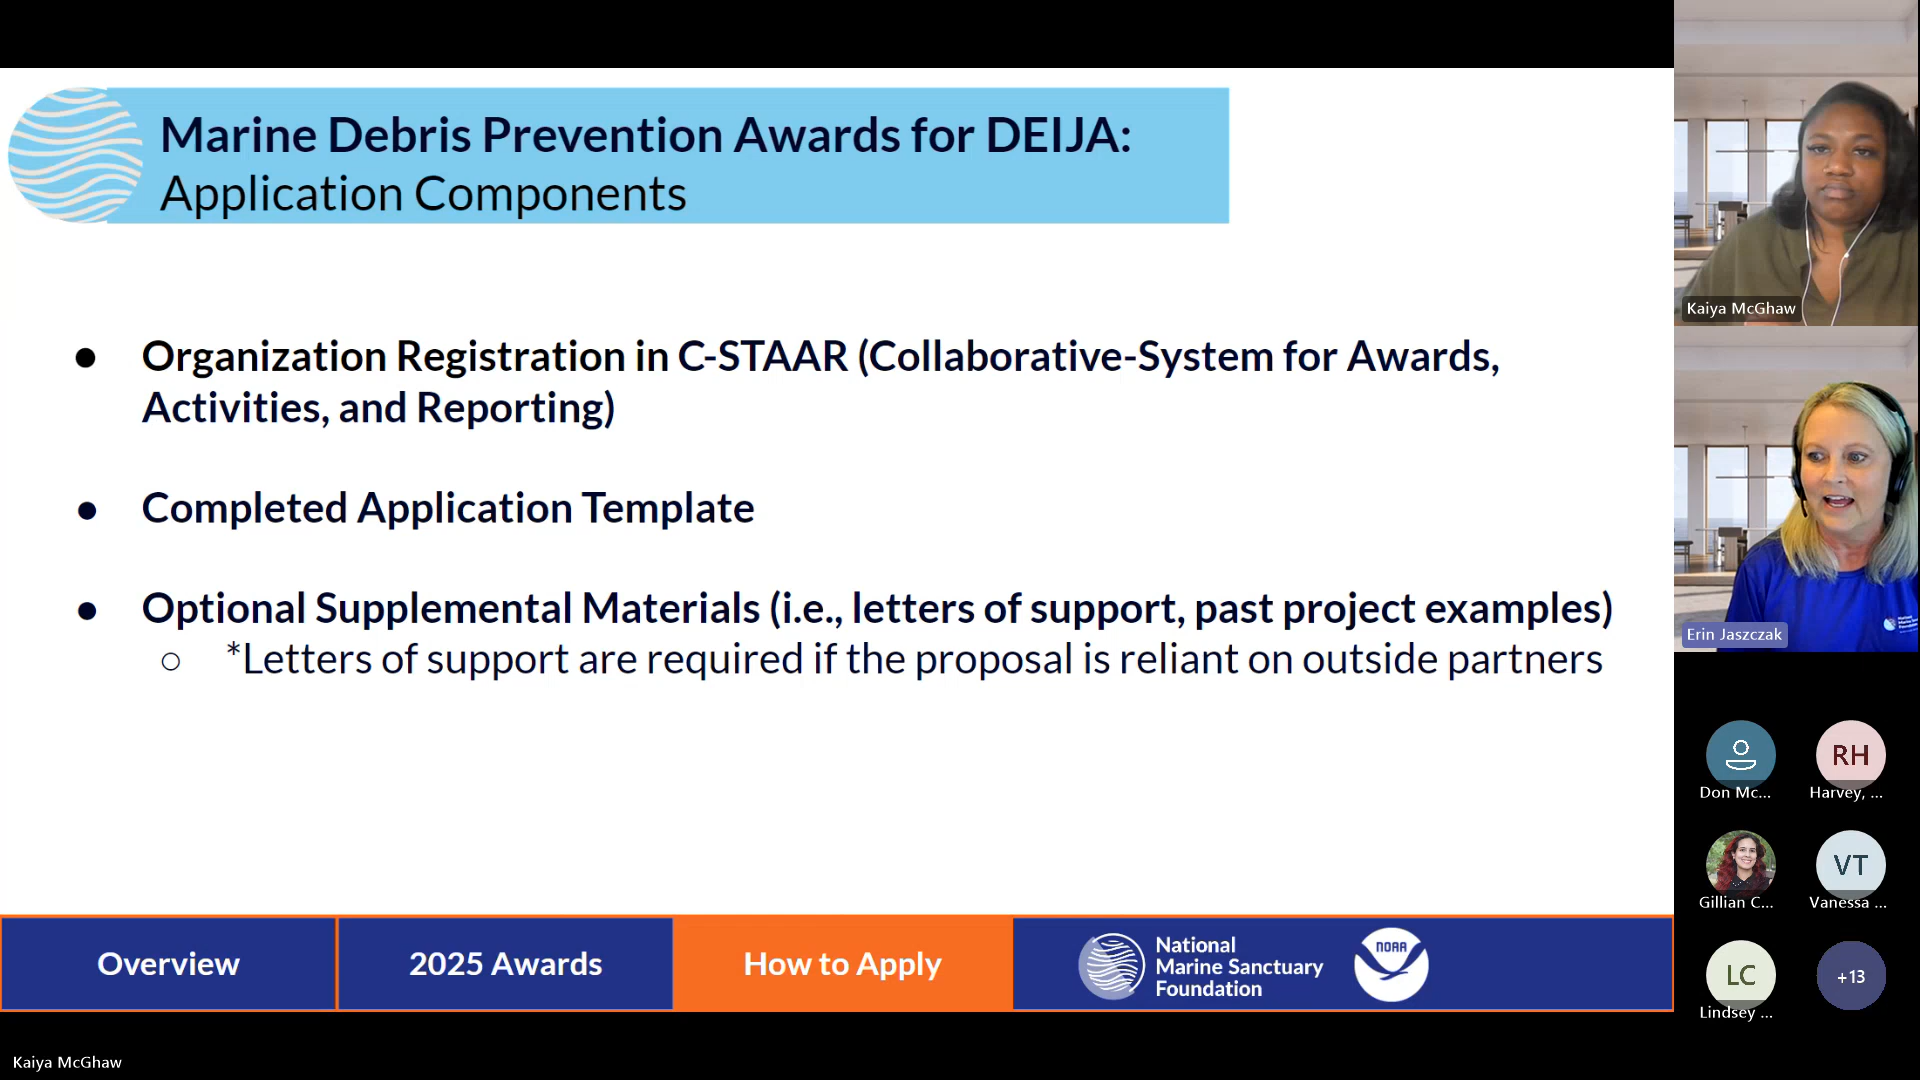 Marine Debris Prevention Awards for DEIJA:
Application Components
● Organization Registration in C-STAAR (Collaborative-System for Awards,
Activities, and Reporting)
● Completed Application Template
● Optional Supplemental Materials (i.e., letters of support, past project examples)
○ *Letters of support are required if the proposal is reliant on outside partners
Overview
2025 Awards
How to Apply
National
Marine Sanctuary
Foundation
NOAA
Kaiya McGhaw
Erin Jaszczak
Don Mc...
RH
Harvey, ...
Gillian C...
VT
Vanessa ...
LC
Lindsey ...
+13
Kaiya McGhaw